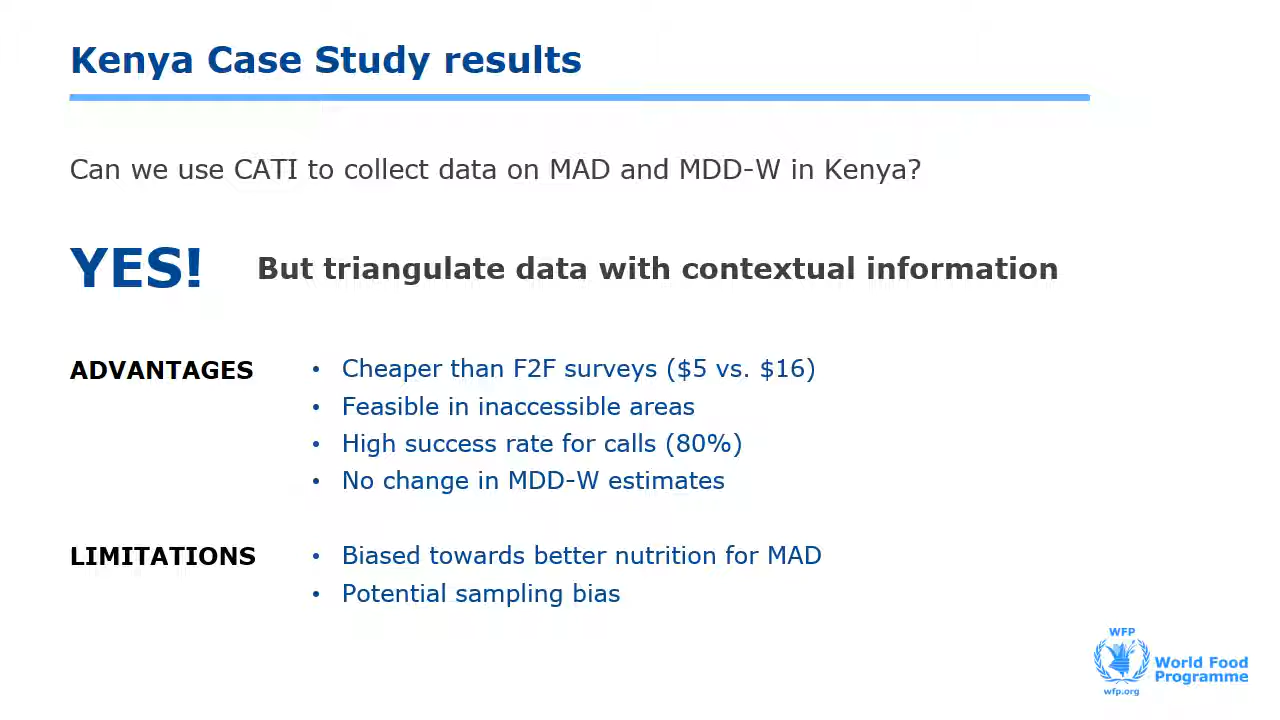 Kenya Case Study results
Can we use CATI to collect data on MAD and MDD-W in Kenya?
YES! But triangulate data with contextual information
ADVANTAGES
• Cheaper than F2F surveys ($5 vs. $16)
• Feasible in inaccessible areas
• High success rate for calls (80%)
• No change in MDD-W estimates
LIMITATIONS
• Biased towards better nutrition for MAD
• Potential sampling bias
WFP
wfp.org
World Food
Programme